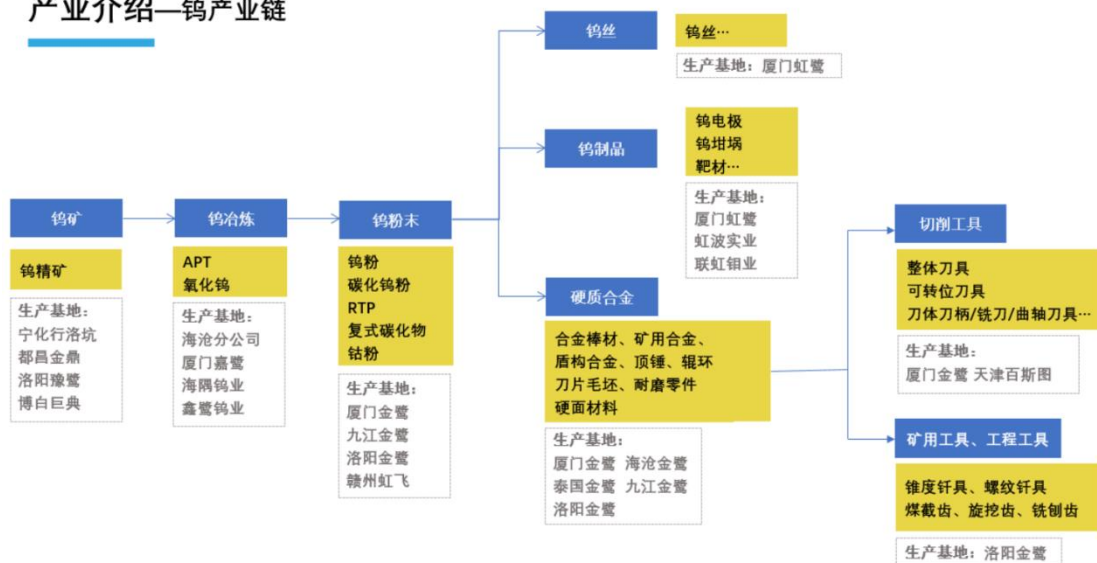 产业介绍—钨产业链
钨丝
钨丝…
生产基地：厦门虹鹭
钨制品
钨电极
钨坩埚
靶材…
生产基地：
厦门虹鹭
虹波实业
联虹钼业
钨矿
钨精矿
生产基地：
宁化行洛坑
都昌金鼎
洛阳豫鹭
博白巨典
钨冶炼
APT
氧化钨
生产基地：
海沧分公司
厦门嘉鹭
海隅钨业
鑫鹭钨业
钨粉末
钨粉
碳化钨粉
RTP
复式碳化物
钴粉
生产基地：
厦门金鹭
九江金鹭
洛阳金鹭
赣州虹飞
硬质合金
合金棒材、矿用合金、
盾构合金、顶锤、辊环
刀片毛坯、耐磨零件
硬面材料
生产基地：
厦门金鹭 海沧金鹭
泰国金鹭 九江金鹭
洛阳金鹭
切削工具
整体刀具
可转位刀具
刀体刀柄/铣刀/曲轴刀具…
生产基地：
厦门金鹭 天津百斯图
矿用工具、工程工具
锥度钎具、螺纹钎具
煤截齿、旋挖齿、铣刨齿
生产基地：洛阳金鹭